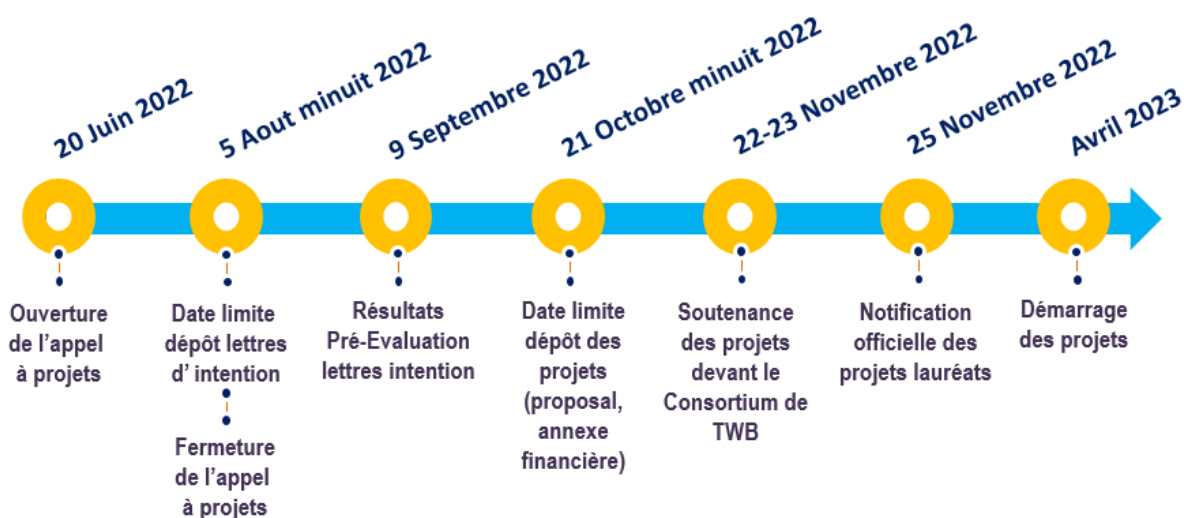 20 Juin 2022
5 Aout minuit 2022
9 Septembre 2022
21 Octobre minuit 2022
22-23 Novembre 2022
25 Novembre 2022
Avril 2023
Ouverture
de l’appel
à projets
Date limite
dépôt lettres
d’ intention
Fermeture
de l’appel
à projets
Résultats
Pré-Evaluation
lettres intention
Date limite
dépôt des
projets
(proposal,
annexe
financière)
Soutenance
des projets
devant le
Consortium de
TWB
Notification
officielle des
projets lauréats
Démarrage
des projets